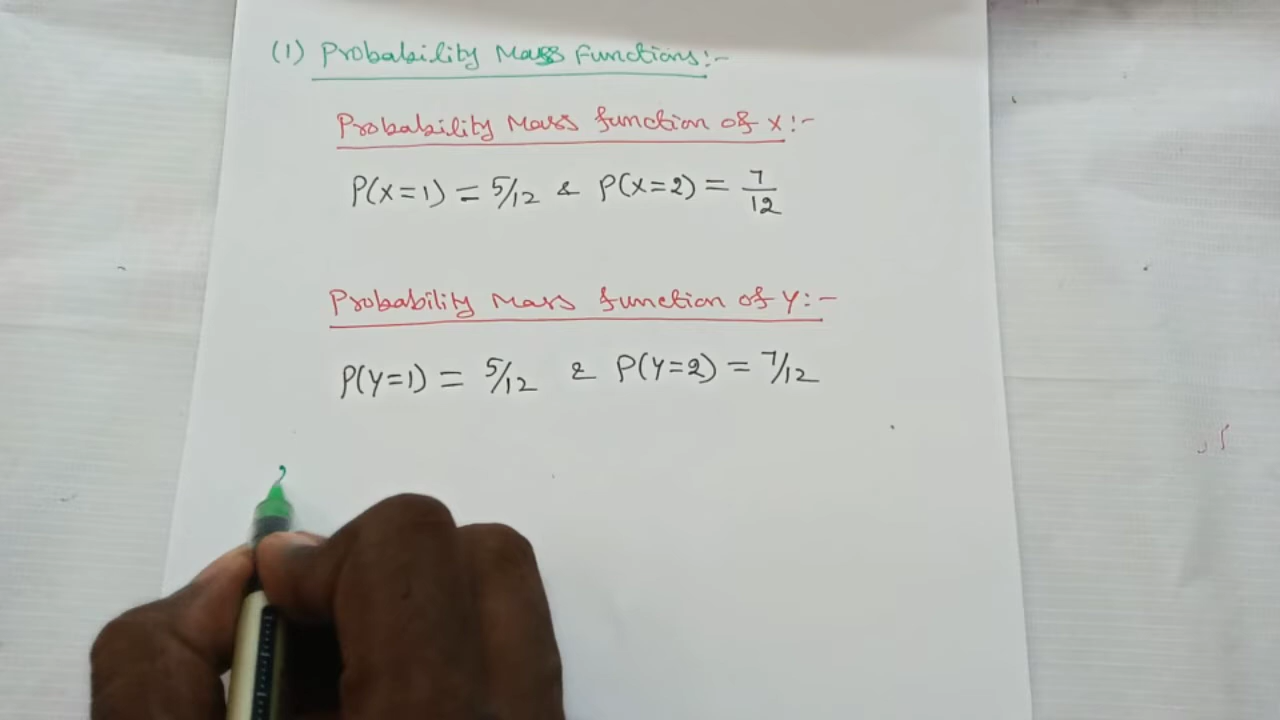 (1) Probability Mass Functions:-
Probability Mass function of X:-
P(X=1) = 5/12 & P(X=2) = 7/12
Probability Mass function of Y:-
P(Y=1) = 5/12 & P(Y=2) = 7/12